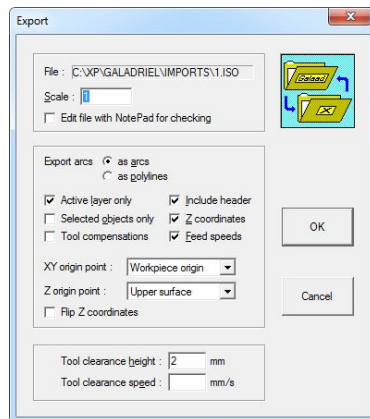 Export
File : C:\XP\GALADRIEL\IMPORTS\1.ISO
Scale : 1
Edit file with NotePad for checking
Galaad
X
Export arcs as arcs
as polylines
Active layer only Include header
Selected objects only Z coordinates
Tool compensations Feed speeds
XY origin point : Workpiece origin
Z origin point : Upper surface
Flip Z coordinates
OK
Cancel
Tool clearance height : 2 mm
Tool clearance speed : mm/s